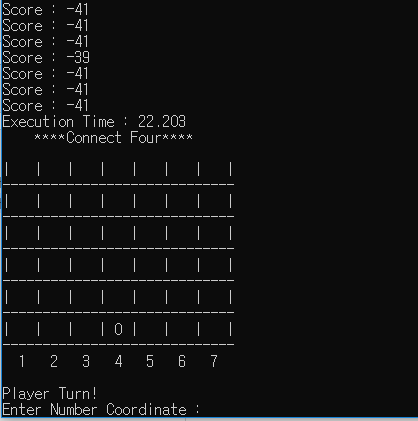 Score : -41
Score : -41
Score : -41
Score : -39
Score : -41
Score : -41
Score : -41
Execution Time : 22.203
****Connect Four****
|   |   |   |   |   |   |   |
-----------------------------
|   |   |   |   |   |   |   |
-----------------------------
|   |   |   |   |   |   |   |
-----------------------------
|   |   |   |   |   |   |   |
-----------------------------
|   |   |   |   |   |   |   |
-----------------------------
|   |   |   | O |   |   |   |
-----------------------------
1   2   3   4   5   6   7
Player Turn!
Enter Number Coordinate :